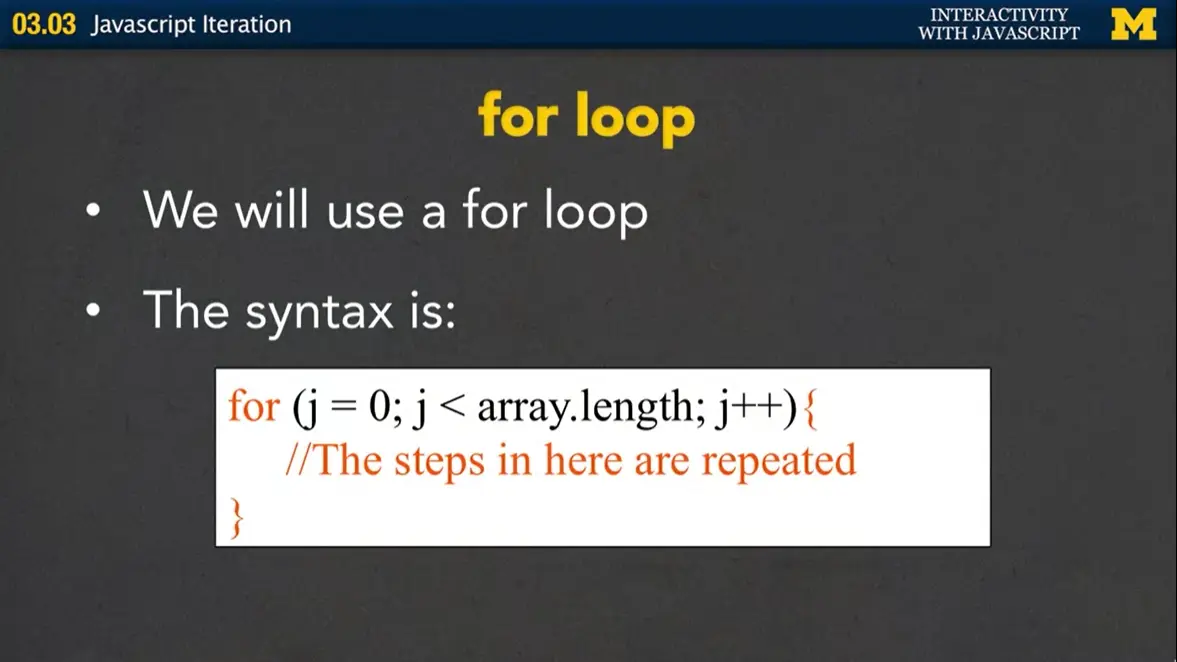 03.03 Javascript Iteration
INTERACTIVITY
WITH JAVASCRIPT
M
for loop
• We will use a for loop
• The syntax is:
for (j = 0; j < array.length; j++){
//The steps in here are repeated
}